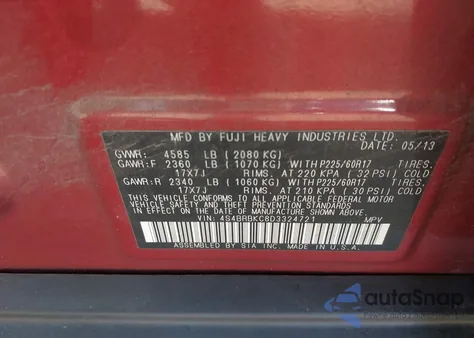 MFD BY FUJI HEAVY INDUSTRIES LTD.
DATE: 05/13
GVWR: 4585 LB (2080 KG)
GAWR:F 2360 LB (1070 KG) WITH P225/60R17 TIRES.
17X7J RIMS. AT 220 KPA (32 PSI) COLD
GAWR:R 2340 LB (1060 KG) WITH P225/60R17 TIRES.
17X7J RIMS. AT 210 KPA (30 PSI) COLD
THIS VEHICLE CONFORMS TO ALL APPLICABLE FEDERAL MOTOR
VEHICLE SAFETY STANDARDS IN EFFECT ON THE DATE
OF MANUFACTURE SHOWN ABOVE.
VIN: 4S4BRBKC8D3324721 MPV
ASSEMBLED BY SIA INC. MADE IN U.S.A.
autoSnap